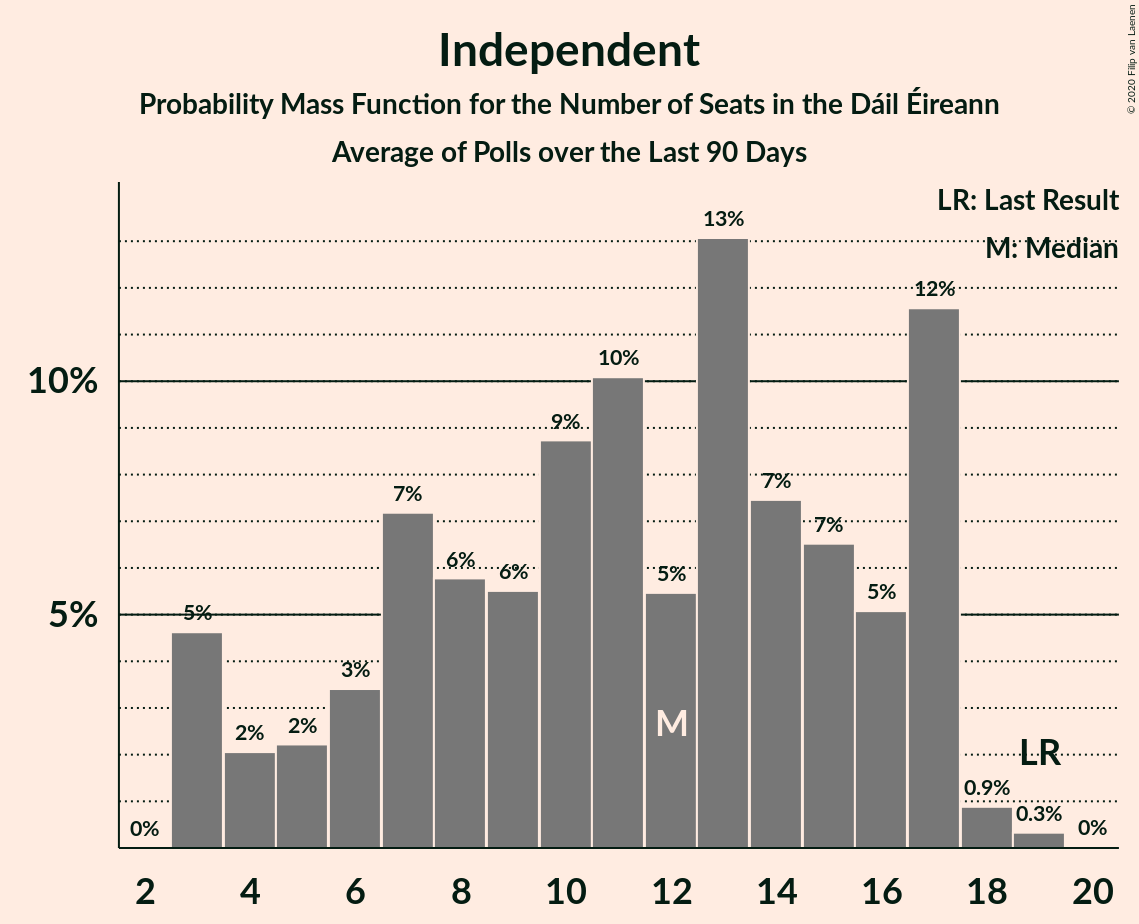 © 2020 Filip van Laenen
Independent
Probability Mass Function for the Number of Seats in the Dáil Éireann
Average of Polls over the Last 90 Days
LR: Last Result
M: Median
10%
5%
0%
5%
2%
2%
3%
7%
6%
6%
9%
10%
5%
13%
7%
7%
5%
12%
0.9%
0.3%
0%
M
LR
2 4 6 8 10 12 14 16 18 20